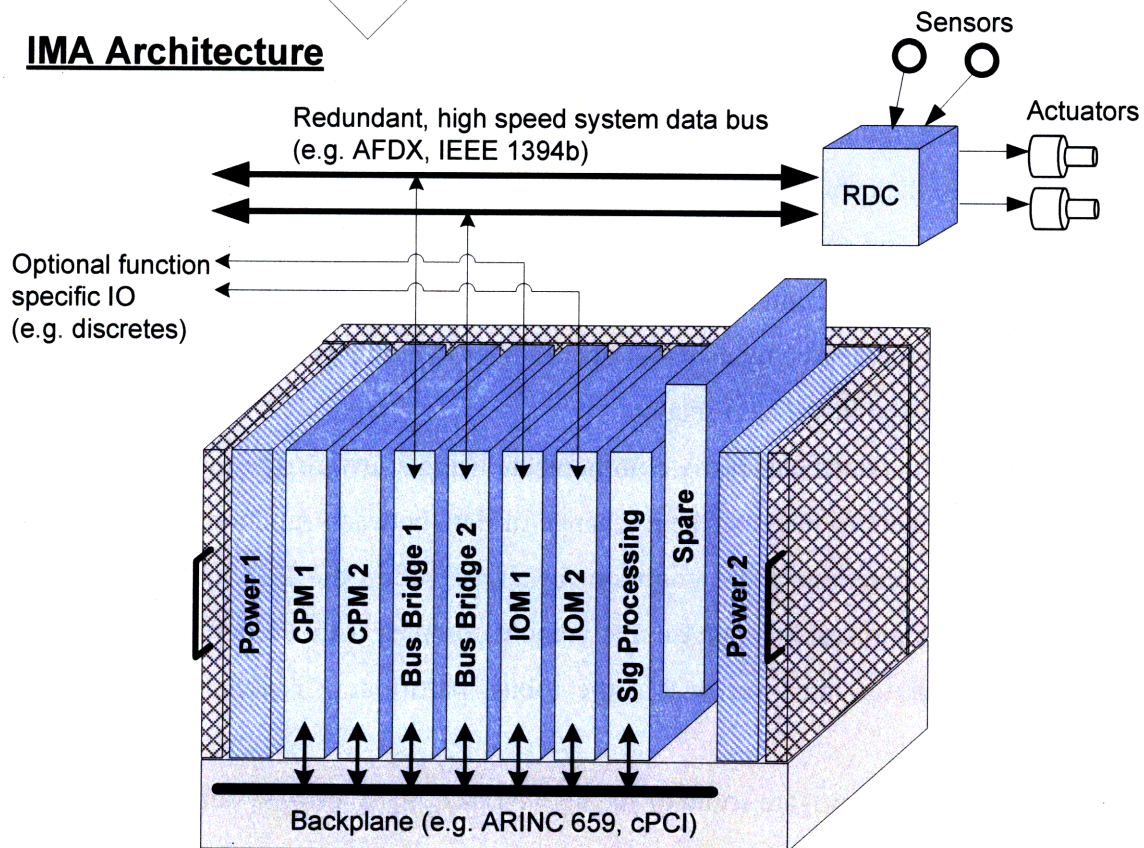 IMA Architecture
Sensors
Actuators
Redundant, high speed system data bus
(e.g. AFDX, IEEE 1394b)
RDC
Optional function
specific IO
(e.g. discretes)
Power 1
CPM 1
CPM 2
Bus Bridge 1
Bus Bridge 2
IOM 1
IOM 2
Sig Processing
Spare
Power 2
Backplane (e.g. ARINC 659, cPCI)